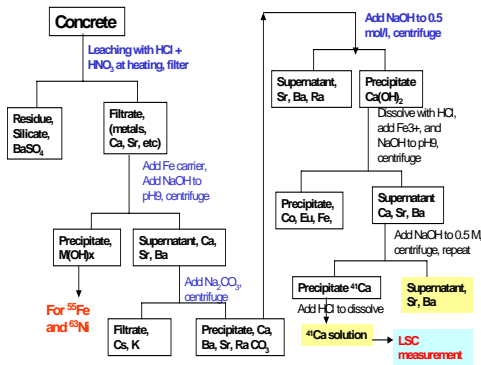 Concrete
Leaching with HCl +
HNO3 at heating, filter
Residue,
Silicate,
BaSO4
Filtrate,
(metals,
Ca, Sr, etc)
Add Fe carrier,
Add NaOH to
pH9, centrifuge
Precipitate,
M(OH)x
Supernatant, Ca,
Sr, Ba
For 55Fe
and 63Ni
Add Na2CO3,
centrifuge
Filtrate,
Cs, K
Precipitate, Ca,
Ba, Sr, Ra CO3
Add NaOH to 0.5
mol/l, centrifuge
Supernatant,
Sr, Ba, Ra
Precipitate
Ca(OH)2
Dissolve with HCl,
add Fe3+, and
NaOH to pH9,
centrifuge
Precipitate,
Co, Eu, Fe,
Supernatant
Ca, Sr, Ba
Add NaOH to 0.5 M,
centrifuge, repeat
Precipitate 41Ca
Supernatant,
Sr, Ba
Add HCl to dissolve
41Ca solution
LSC
measurement